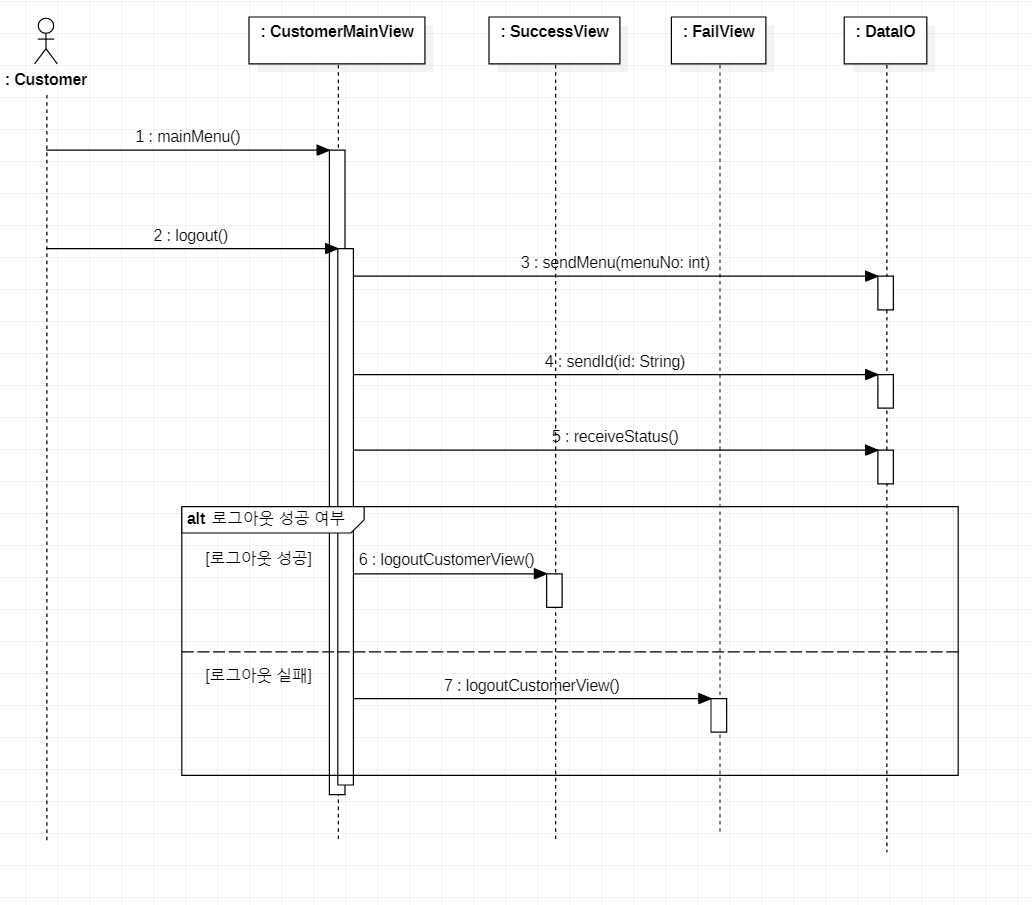 : Customer
: CustomerMainView
: SuccessView
: FailView
: DataIO
1 : mainMenu()
2 : logout()
3 : sendMenu(menuNo: int)
4 : sendId(id: String)
5 : receiveStatus()
alt 로그아웃 성공 여부
[로그아웃 성공]
6 : logoutCustomerView()
[로그아웃 실패]
7 : logoutCustomerView()